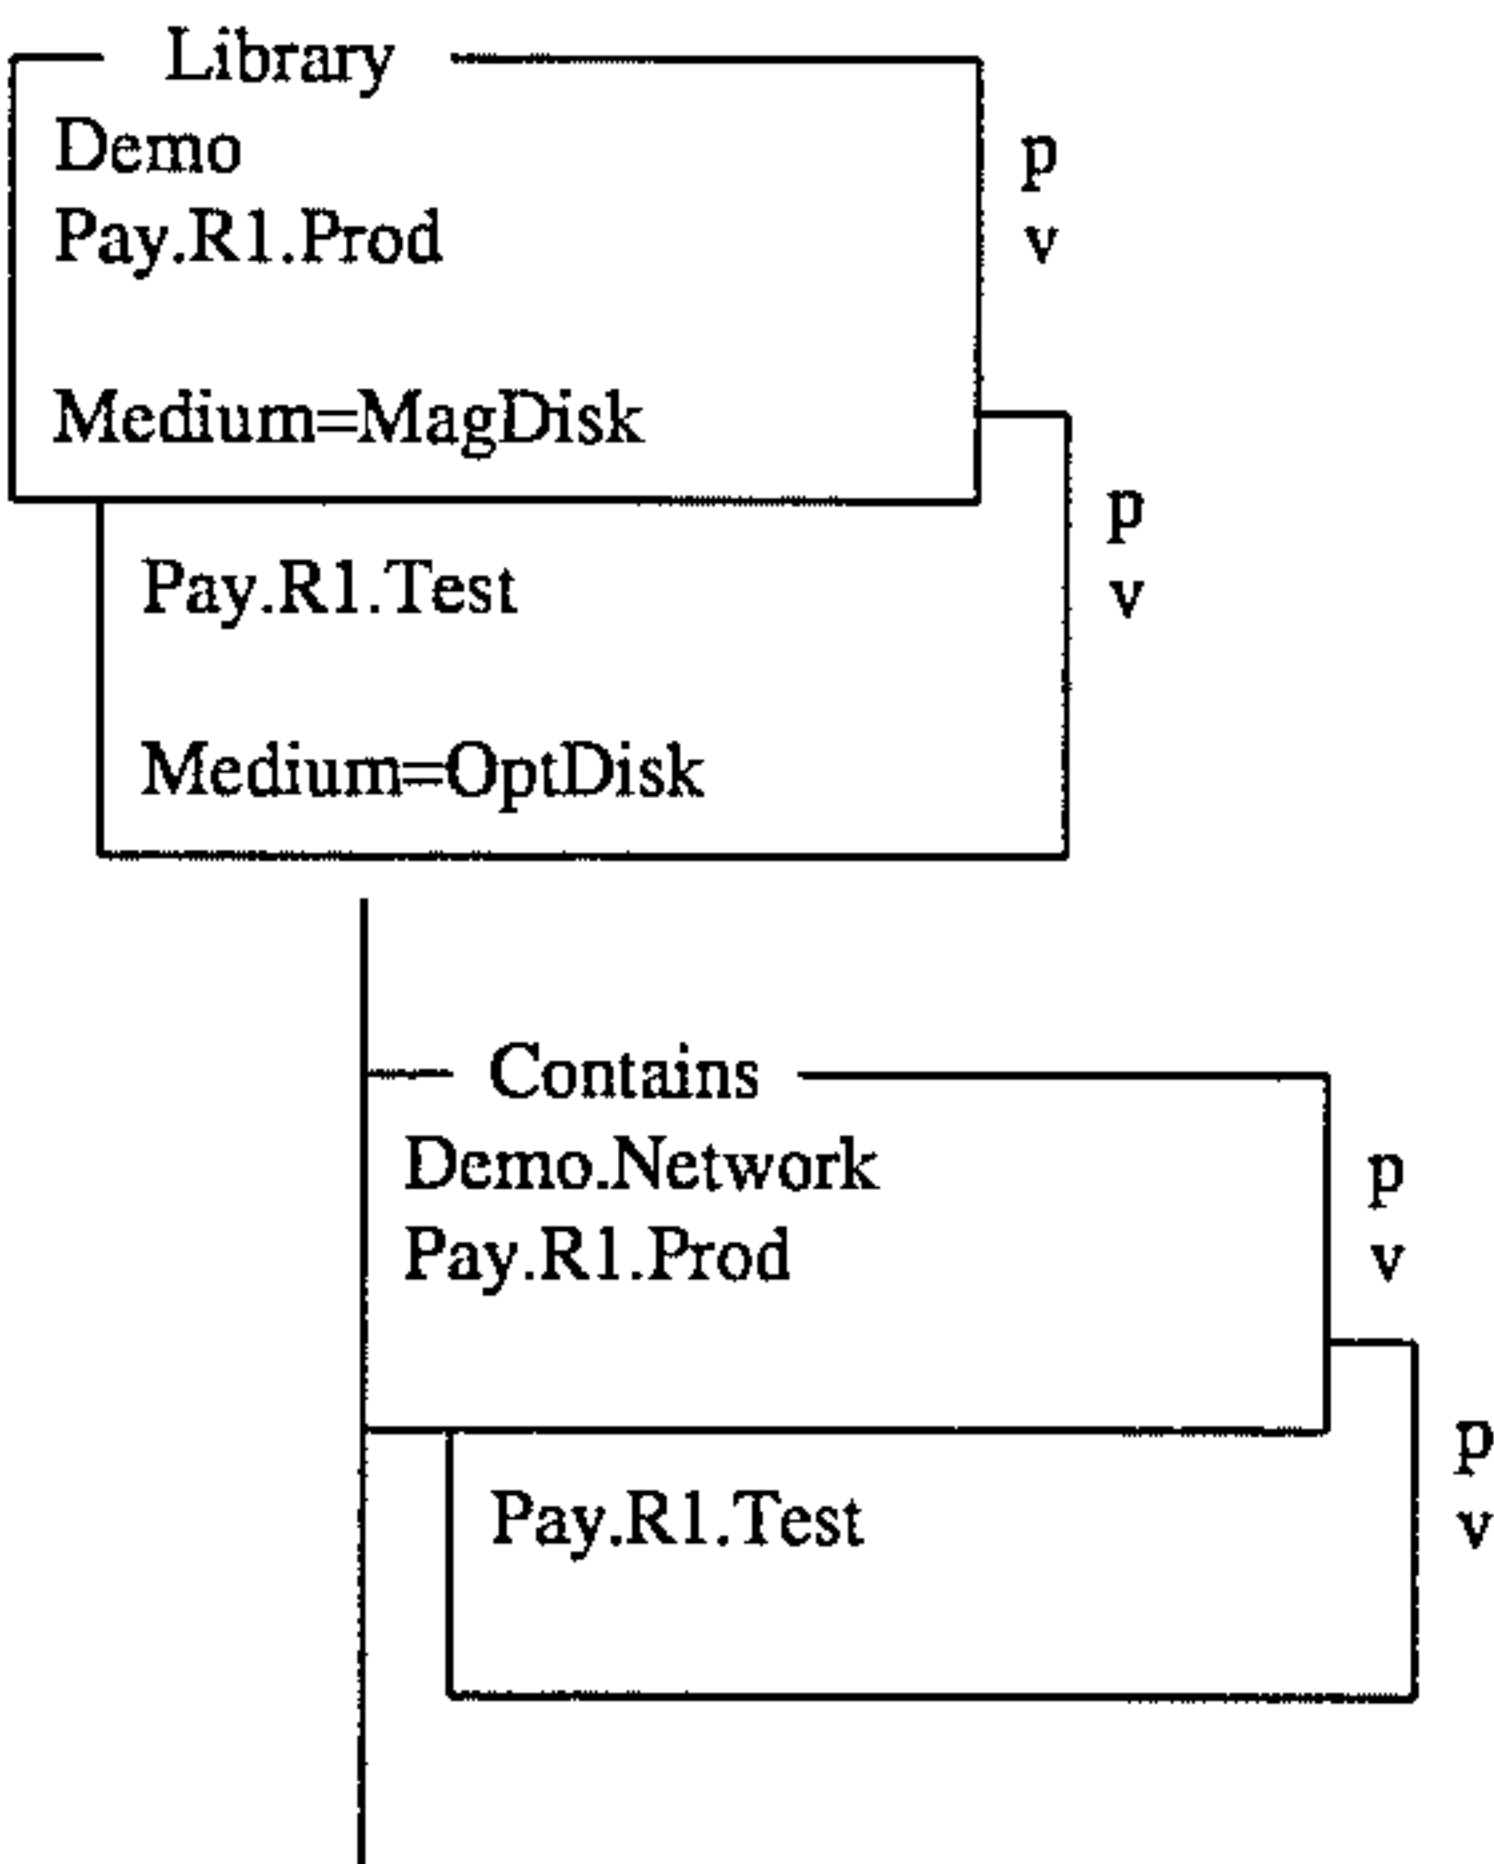 Library
Demo
p
Pay.R1.Prod
v
Medium=MagDisk
p
Pay.R1.Test
v
Medium=OptDisk
Contains
Demo.Network
p
Pay.R1.Prod
v
p
Pay.R1.Test
v